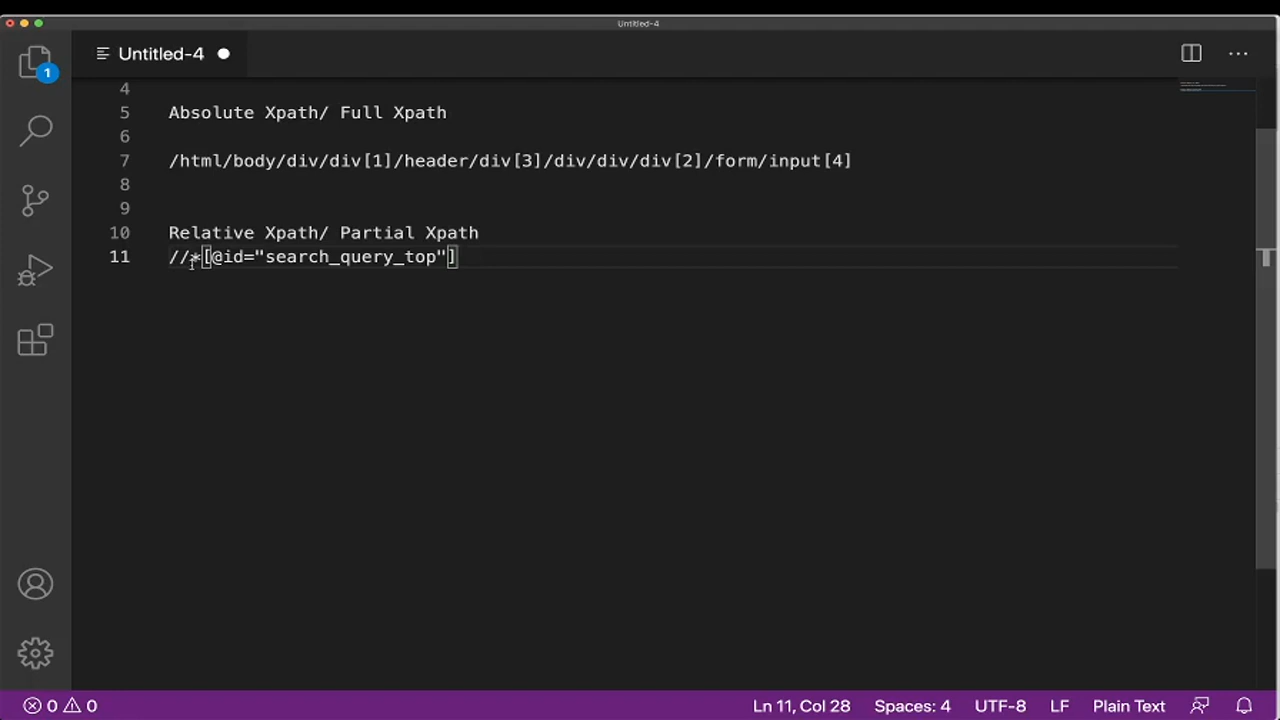 Untitled-4
Untitled-4
1
4
5 Absolute Xpath/ Full Xpath
6
7 /html/body/div/div[1]/header/div[3]/div/div/div[2]/form/input[4]
8
9
10 Relative Xpath/ Partial Xpath
11 //*[@id="search_query_top"]
0 0 Ln 11, Col 28 Spaces: 4 UTF-8 LF Plain Text